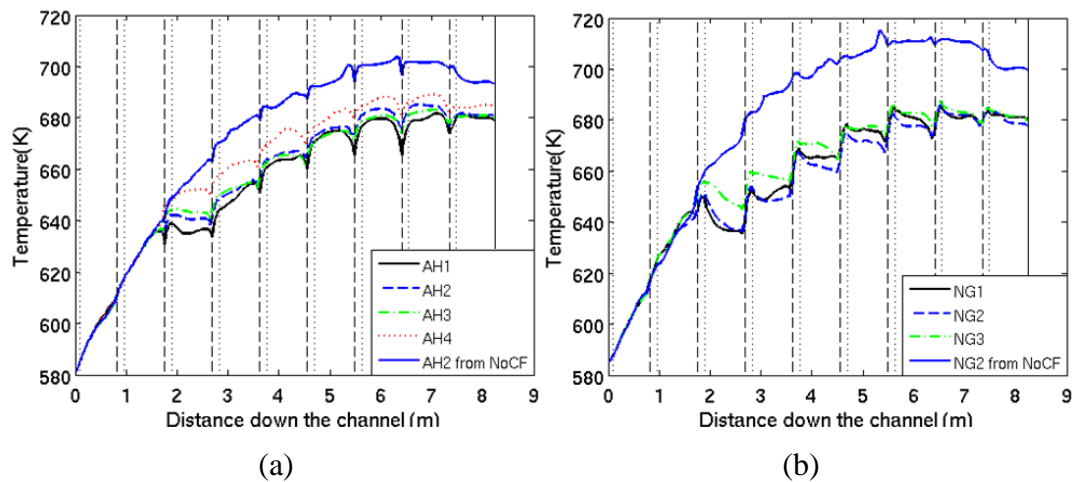 720
700
680
660
640
620
600
580
Temperature(K)
0 1 2 3 4 5 6 7 8 9
Distance down the channel (m)
AH1
AH2
AH3
AH4
AH2 from NoCF
(a)
720
700
680
660
640
620
600
580
Temperature(K)
0 1 2 3 4 5 6 7 8 9
Distance down the channel (m)
NG1
NG2
NG3
NG2 from NoCF
(b)